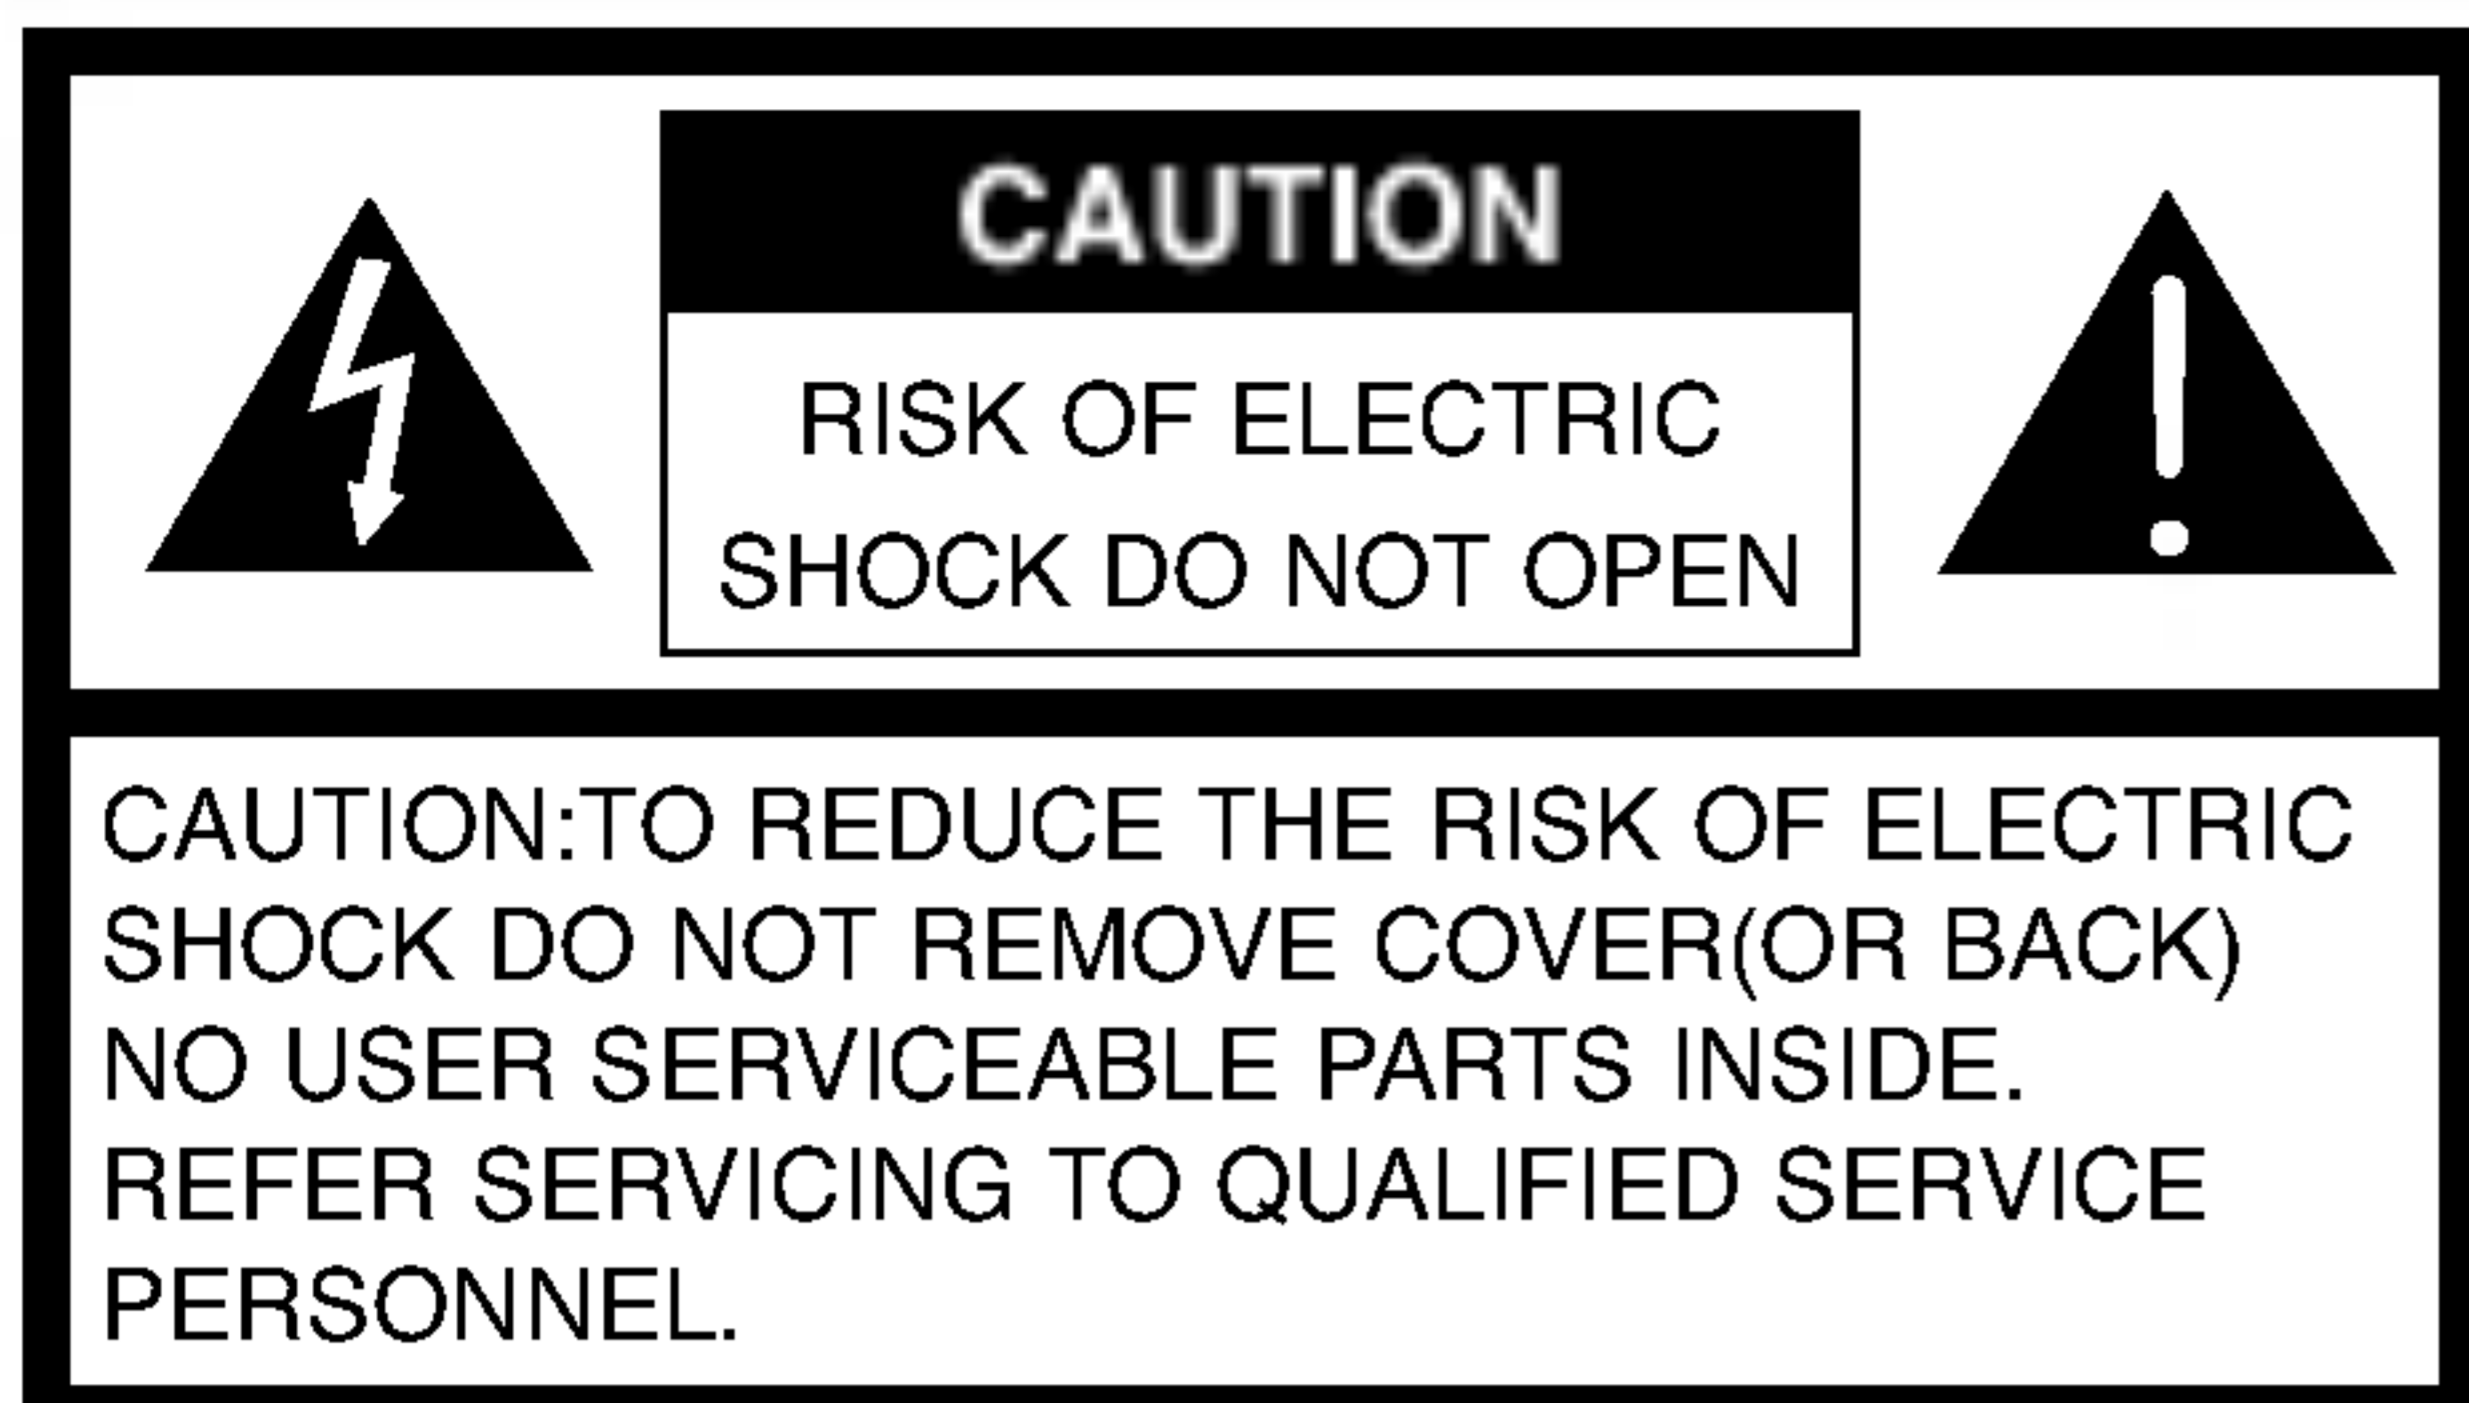 CAUTION
RISK OF ELECTRIC
SHOCK DO NOT OPEN
CAUTION:TO REDUCE THE RISK OF ELECTRIC
SHOCK DO NOT REMOVE COVER(OR BACK)
NO USER SERVICEABLE PARTS INSIDE.
REFER SERVICING TO QUALIFIED SERVICE
PERSONNEL.